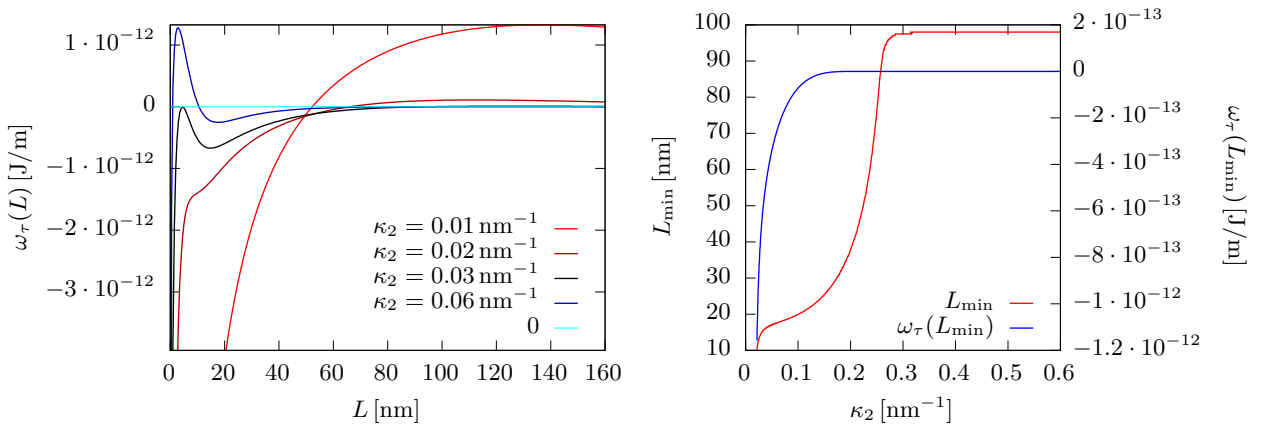 1 · 10⁻¹²
0
−1 · 10⁻¹²
−2 · 10⁻¹²
−3 · 10⁻¹²
ω_τ(L) [J/m]
κ₂ = 0.01 nm⁻¹
κ₂ = 0.02 nm⁻¹
κ₂ = 0.03 nm⁻¹
κ₂ = 0.06 nm⁻¹
0
0 20 40 60 80 100 120 140 160
L [nm]
100
90
80
70
60
50
40
30
20
10
L_min [nm]
2 · 10⁻¹³
0
−2 · 10⁻¹³
−4 · 10⁻¹³
−6 · 10⁻¹³
−8 · 10⁻¹³
−1 · 10⁻¹²
−1.2 · 10⁻¹²
ω_τ(L_min) [J/m]
L_min
ω_τ(L_min)
0 0.1 0.2 0.3 0.4 0.5 0.6
κ₂ [nm⁻¹]